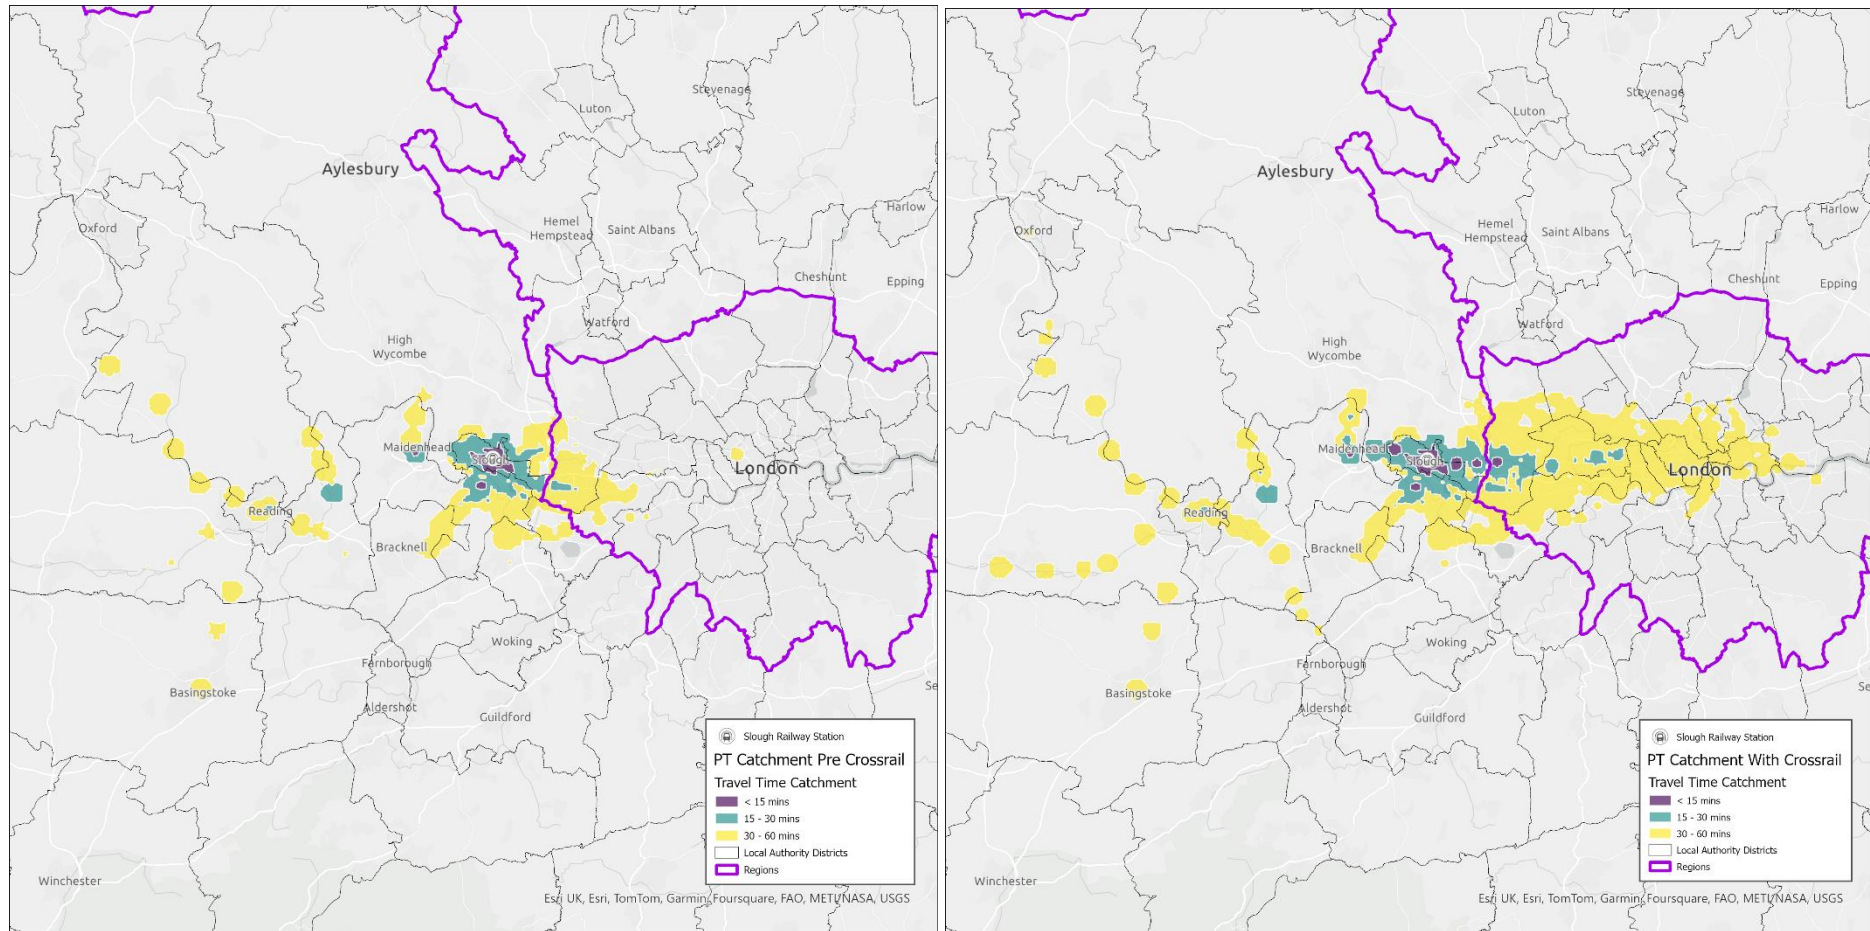 Stevenage
Luton
Aylesbury
Harlow
Oxford
Hemel
Hempstead
Saint Albans
Cheshunt
Epping
Watford
High
Wycombe
Maidenhead
Slough
London
Reading
Bracknell
Woking
Farnborough
Basingstoke
Aldershot
Guildford
Se
Winchester
Slough Railway Station
PT Catchment Pre Crossrail
Travel Time Catchment
< 15 mins
15 - 30 mins
30 - 60 mins
Local Authority Districts
Regions
Esri UK, Esri, TomTom, Garmin, Foursquare, FAO, METI/NASA, USGS
Stevenage
Luton
Aylesbury
Harlow
Oxford
Hemel
Hempstead
Saint Albans
Cheshunt
Epping
Watford
High
Wycombe
Maidenhead
Slough
London
Reading
Bracknell
Woking
Farnborough
Basingstoke
Aldershot
Guildford
Se
Winchester
Slough Railway Station
PT Catchment With Crossrail
Travel Time Catchment
< 15 mins
15 - 30 mins
30 - 60 mins
Local Authority Districts
Regions
Esri UK, Esri, TomTom, Garmin, Foursquare, FAO, METI/NASA, USGS